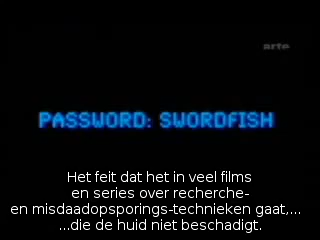 arte
PASSWORD: SWORDFISH
Het feit dat het in veel films
en series over recherche-
en misdaadopsporings-technieken gaat,...
...die de huid niet beschadigt.